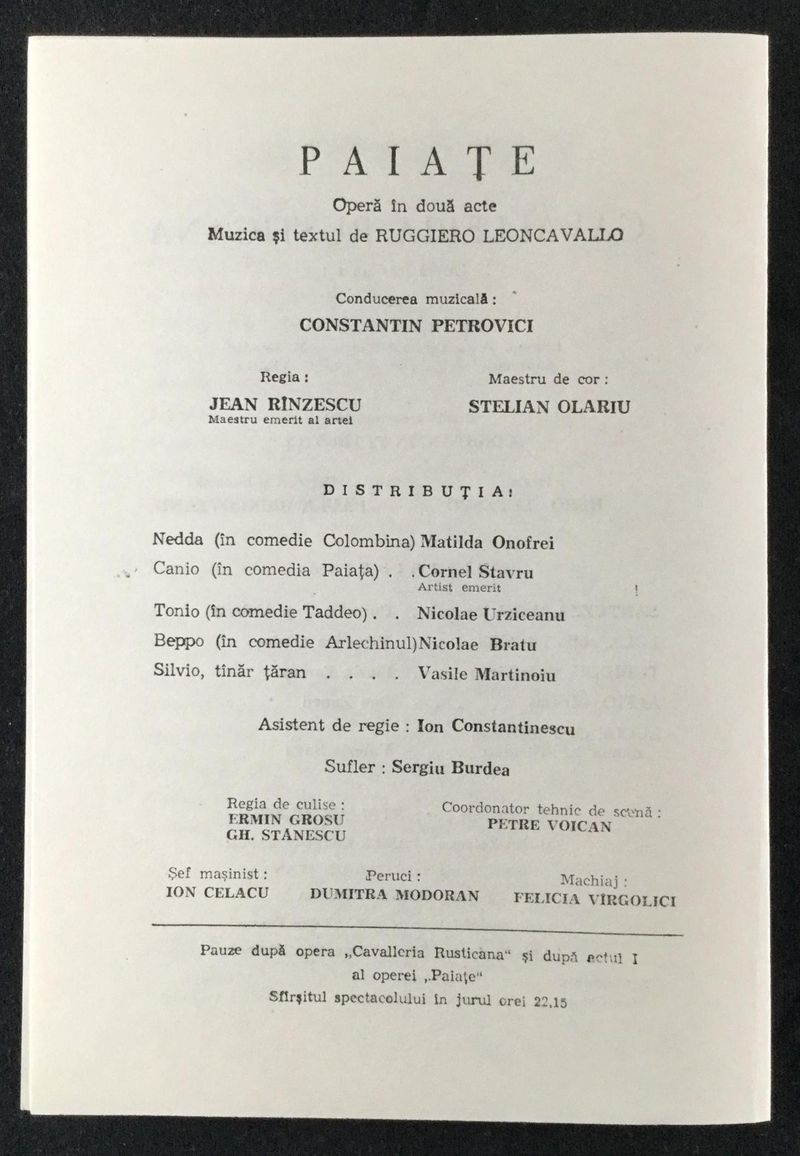 PAIAȚE
Operă în două acte
Muzica și textul de RUGGIERO LEONCAVALLO
Conducerea muzicală :
CONSTANTIN PETROVICI
Regia :
JEAN RÎNZESCU
Maestru emerit al artei
Maestru de cor :
STELIAN OLARIU
DISTRIBUȚIA:
Nedda (în comedie Colombina) Matilda Onofrei
Canio (în comedia Paiața) . . Cornel Stavru
Artist emerit
Tonio (în comedie Taddeo) . . Nicolae Urziceanu
Beppo (în comedie Arlechinul) Nicolae Bratu
Silvio, tînăr țăran . . . . Vasile Martinoiu
Asistent de regie : Ion Constantinescu
Sufler : Sergiu Burdea
Regia de culise :
ERMIN GROSU
GH. STĂNESCU
Coordonator tehnic de scenă :
PETRE VOICAN
Șef mașinist :
ION CELACU
Peruci :
DUMITRA MODORAN
Machiaj :
FELICIA VÎRGOLICI
Pauze după opera „Cavalleria Rusticana" și după actul I
al operei „Paiațe"
Sfîrșitul spectacolului în jurul orei 22,15